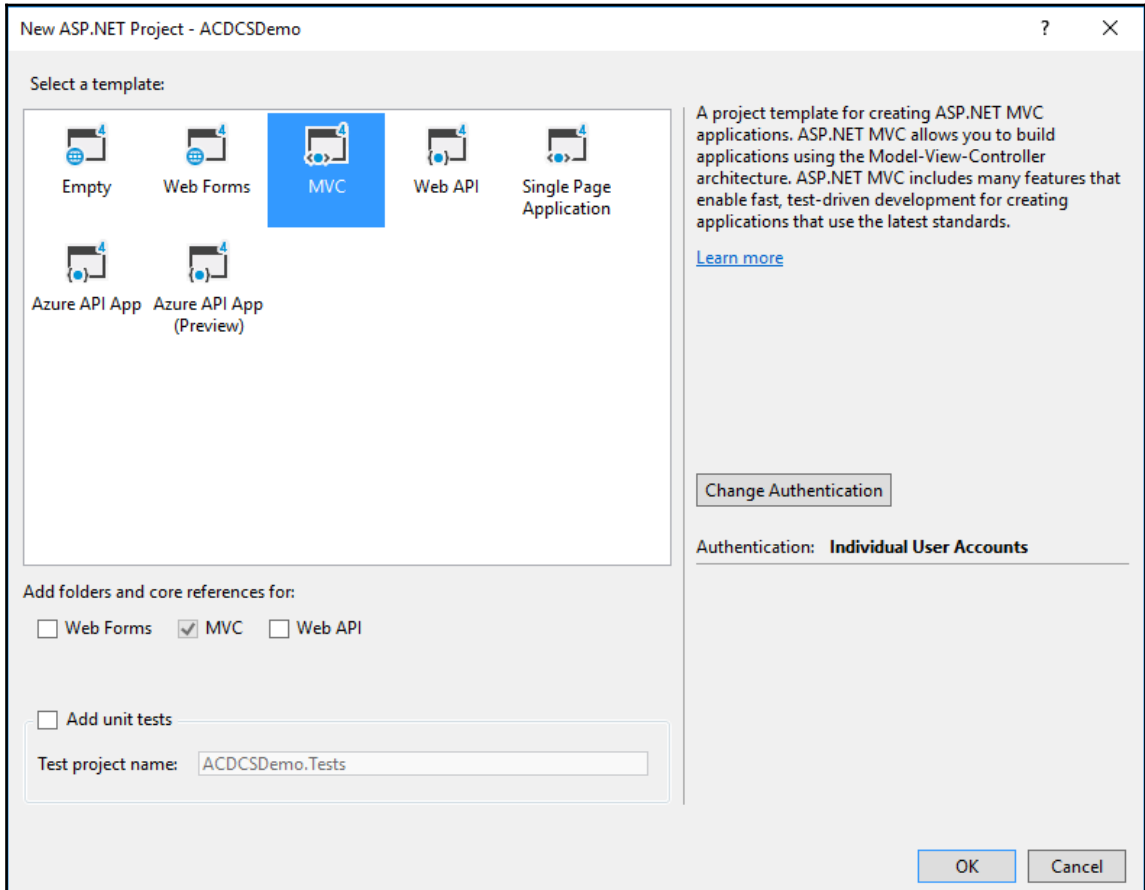 New ASP.NET Project - ACDCSDemo
?
Select a template:
4
4
4
4
4
Empty
Web Forms
MVC
Web API
Single Page
Application
4
4
Azure API App
Azure API App
(Preview)
A project template for creating ASP.NET MVC
applications. ASP.NET MVC allows you to build
applications using the Model-View-Controller
architecture. ASP.NET MVC includes many features that
enable fast, test-driven development for creating
applications that use the latest standards.
Learn more
Change Authentication
Authentication: Individual User Accounts
Add folders and core references for:
Web Forms
MVC
Web API
Add unit tests
Test project name:
ACDCSDemo.Tests
OK
Cancel